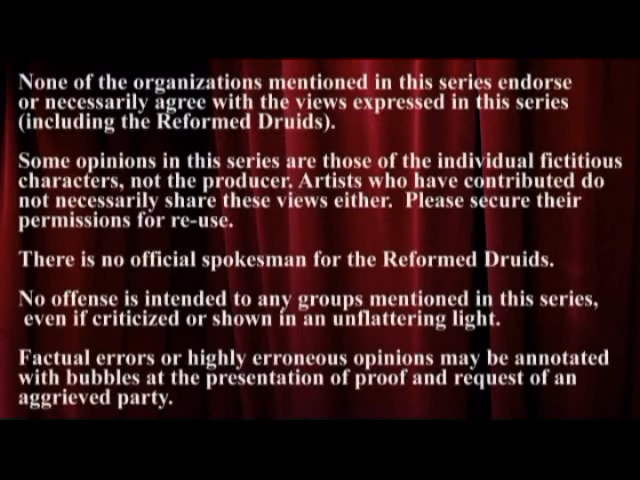 None of the organizations mentioned in this series endorse
or necessarily agree with the views expressed in this series
(including the Reformed Druids).
Some opinions in this series are those of the individual fictitious
characters, not the producer. Artists who have contributed do
not necessarily share these views either.  Please secure their
permissions for re-use.
There is no official spokesman for the Reformed Druids.
No offense is intended to any groups mentioned in this series,
even if criticized or shown in an unflattering light.
Factual errors or highly erroneous opinions may be annotated
with bubbles at the presentation of proof and request of an
aggrieved party.